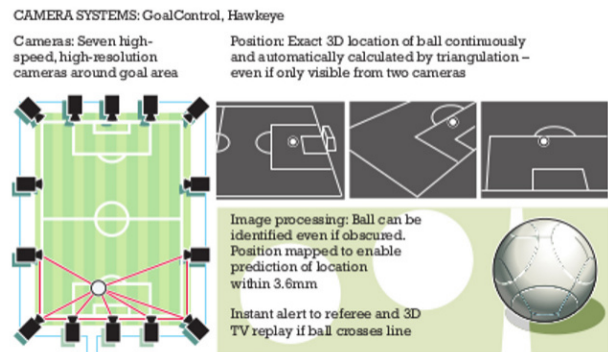 CAMERA SYSTEMS: GoalControl, Hawkeye
Cameras: Seven high-
speed, high-resolution
cameras around goal area
Position: Exact 3D location of ball continuously
and automatically calculated by triangulation –
even if only visible from two cameras
Image processing: Ball can be
identified even if obscured.
Position mapped to enable
prediction of location
within 3.6mm
Instant alert to referee and 3D
TV replay if ball crosses line